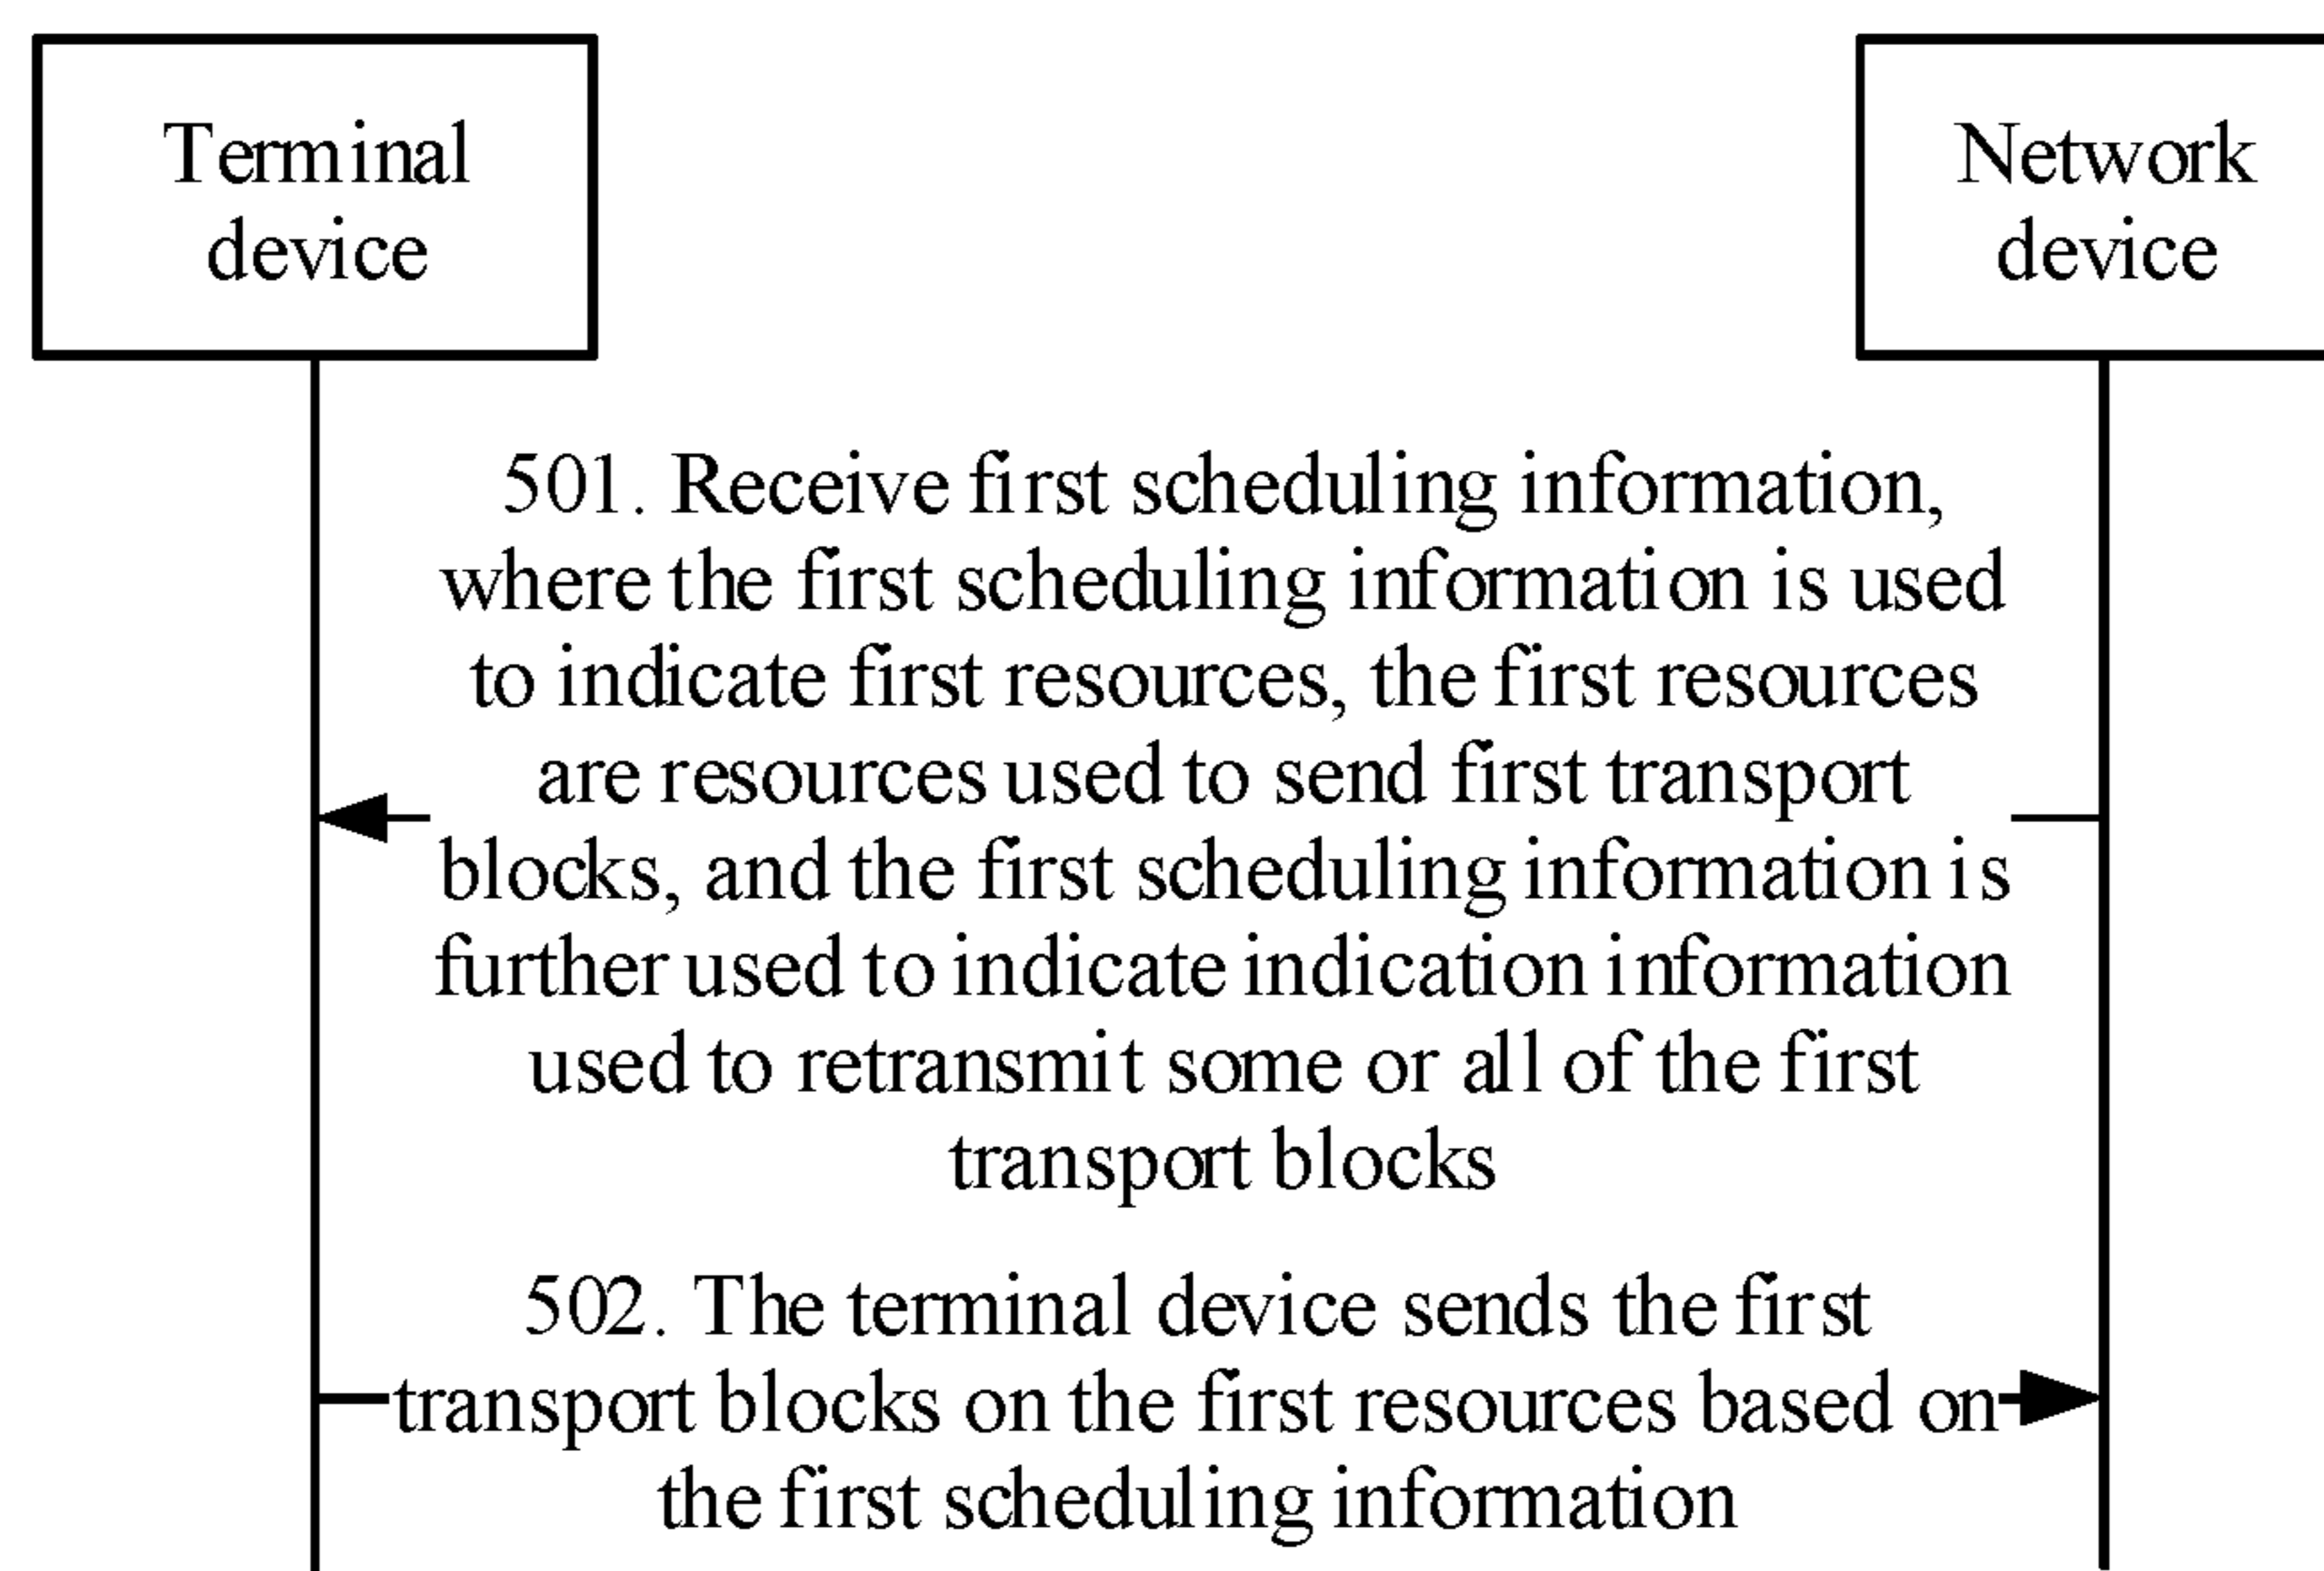 Terminal
device
Network
device
501. Receive first scheduling information,
where the first scheduling information is used
to indicate first resources, the first resources
are resources used to send first transport
blocks, and the first scheduling information is
further used to indicate indication information
used to retransmit some or all of the first
transport blocks
502. The terminal device sends the first
transport blocks on the first resources based on
the first scheduling information